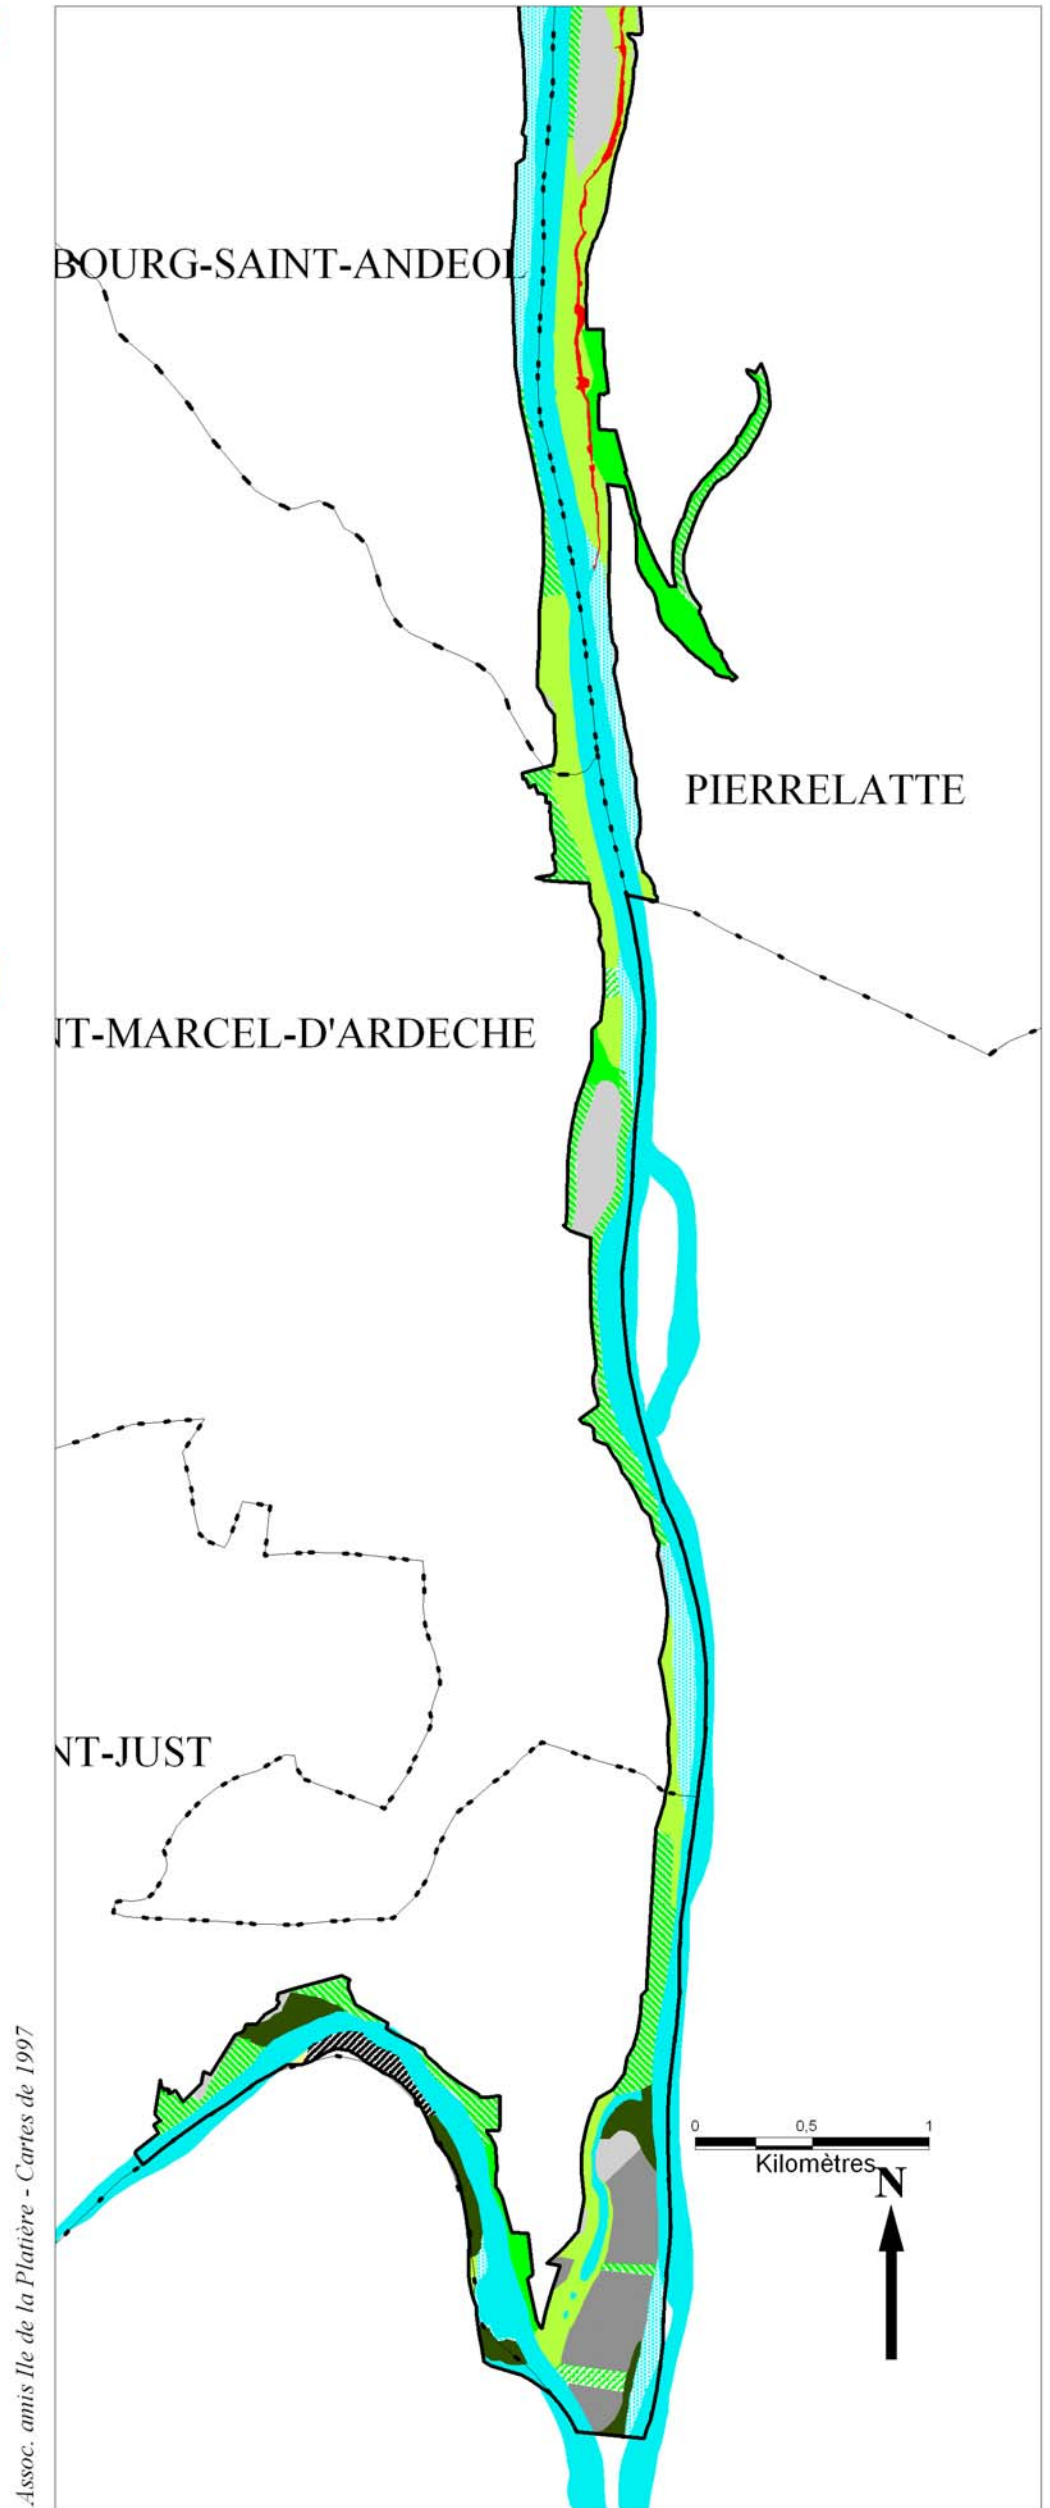 BOURG-SAINT-ANDEOL
PIERRELATTE
NT-MARCEL-D'ARDECHE
NT-JUST
0 0,5 1
Kilomètres
N
Assoc. amis Ile de la Platière - Cartes de 1997